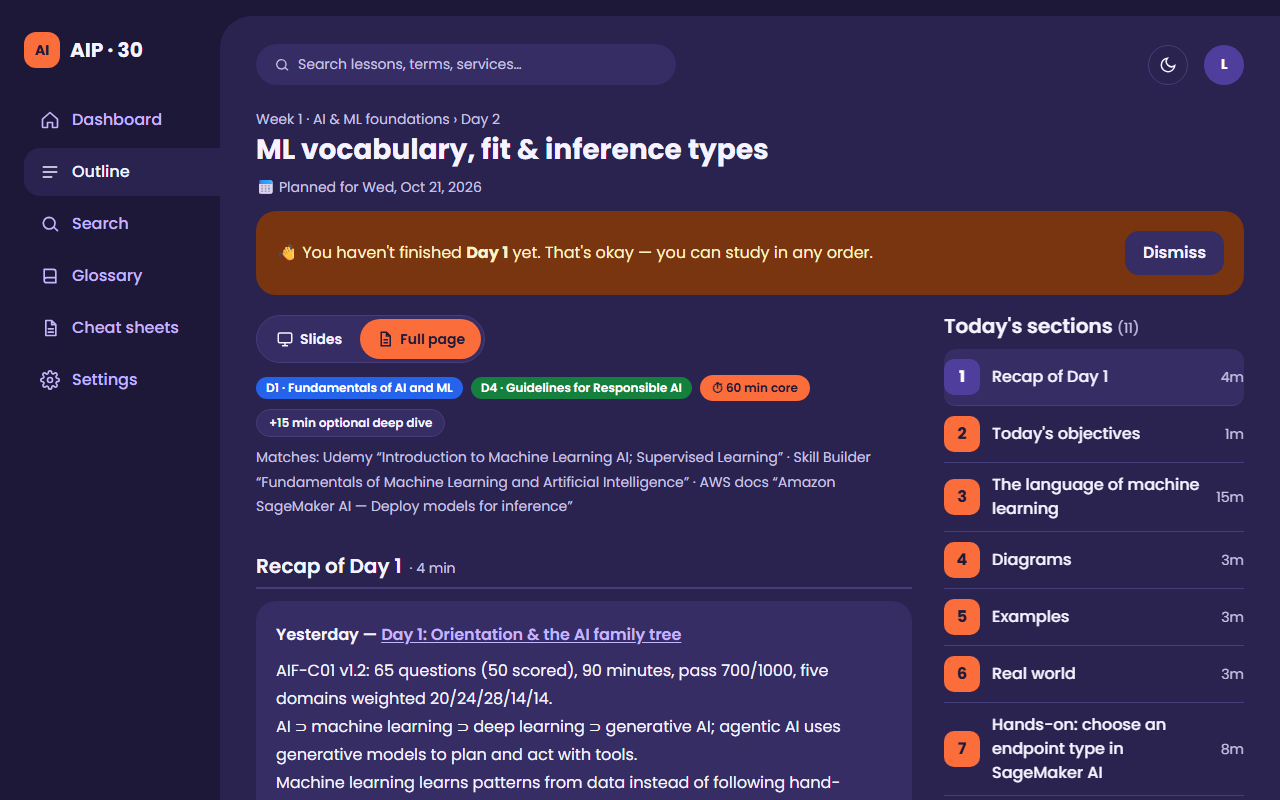 AI AIP · 30
Dashboard
Outline
Search
Glossary
Cheat sheets
Settings
Search lessons, terms, services…
L
Week 1 · AI & ML foundations › Day 2
ML vocabulary, fit & inference types
Planned for Wed, Oct 21, 2026
You haven't finished Day 1 yet. That's okay — you can study in any order.
Dismiss
Slides
Full page
D1 · Fundamentals of AI and ML
D4 · Guidelines for Responsible AI
60 min core
+15 min optional deep dive
Matches: Udemy “Introduction to Machine Learning AI; Supervised Learning” · Skill Builder
“Fundamentals of Machine Learning and Artificial Intelligence” · AWS docs “Amazon
SageMaker AI — Deploy models for inference”
Recap of Day 1 · 4 min
Yesterday — Day 1: Orientation & the AI family tree
AIF-C01 v1.2: 65 questions (50 scored), 90 minutes, pass 700/1000, five
domains weighted 20/24/28/14/14.
AI ⊃ machine learning ⊃ deep learning ⊃ generative AI; agentic AI uses
generative models to plan and act with tools.
Machine learning learns patterns from data instead of following hand-
Today's sections (11)
1 Recap of Day 1 4m
2 Today's objectives 1m
3 The language of machine
learning 15m
4 Diagrams 3m
5 Examples 3m
6 Real world 3m
7 Hands-on: choose an
endpoint type in
SageMaker AI 8m